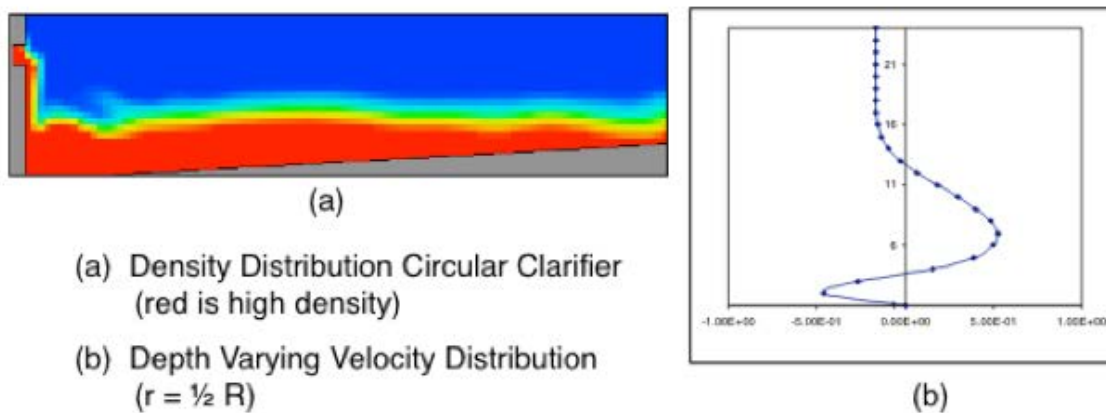 (a)
(a) Density Distribution Circular Clarifier
(red is high density)
(b) Depth Varying Velocity Distribution
(r = ½ R)
21
16
11
6
-1.00E+00 -5.00E-01 0.00E+00 5.00E-01 1.00E+00
(b)